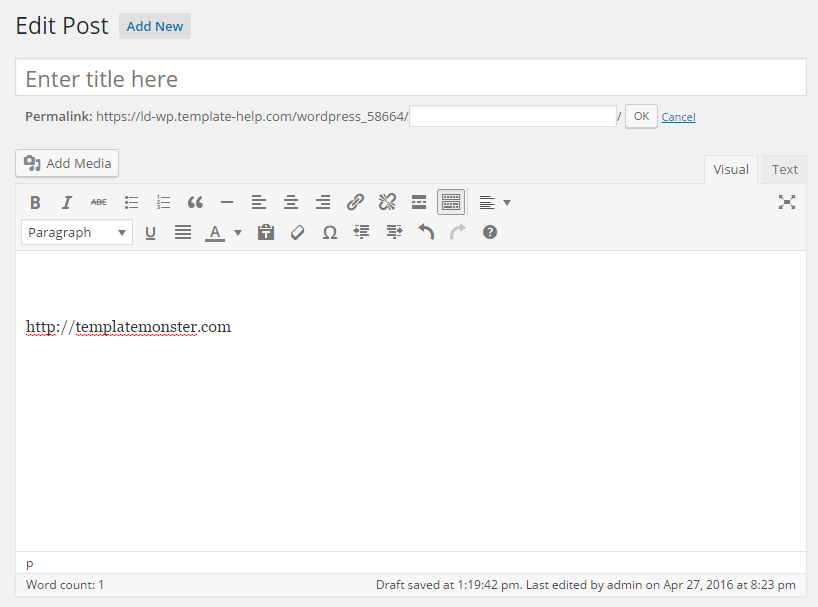 Edit Post Add New
Enter title here
Permalink: https://ld-wp.template-help.com/wordpress_58664/ / OK Cancel
Add Media
Visual Text
B I ABC
Paragraph U A T Ω ?
http://templatemonster.com
p
Word count: 1 Draft saved at 1:19:42 pm. Last edited by admin on Apr 27, 2016 at 8:23 pm